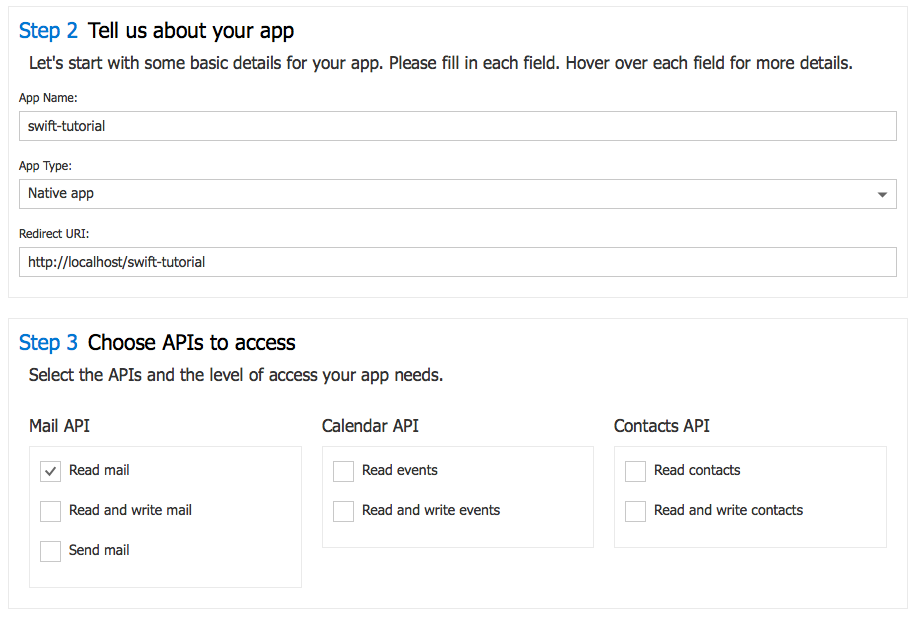 Step 2 Tell us about your app
Let's start with some basic details for your app. Please fill in each field. Hover over each field for more details.
App Name:
swift-tutorial
App Type:
Native app
Redirect URI:
http://localhost/swift-tutorial
Step 3 Choose APIs to access
Select the APIs and the level of access your app needs.
Mail API
Read mail
Read and write mail
Send mail
Calendar API
Read events
Read and write events
Contacts API
Read contacts
Read and write contacts